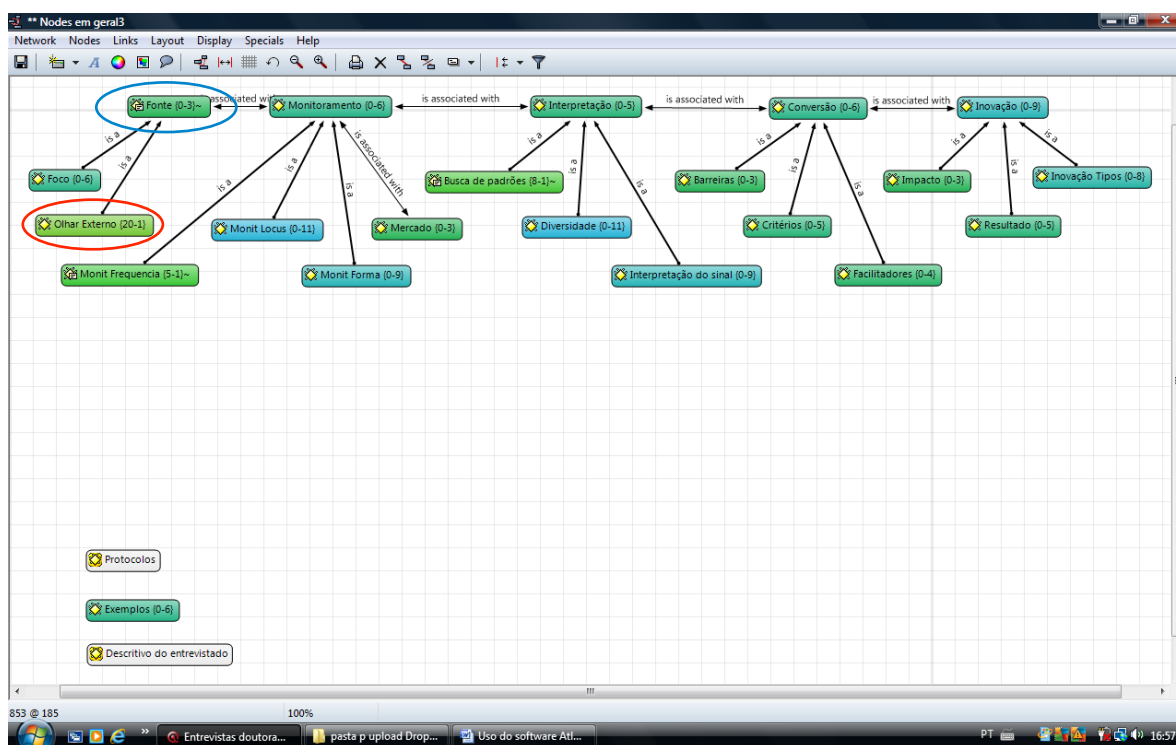 ** Nodes em geral3
Network Nodes Links Layout Display Specials Help
Fonte {0-3}~
associated with
Monitoramento {0-6}
is associated with
Interpretação {0-5}
is associated with
Conversão {0-6}
is associated with
Inovação {0-9}
is a
is a
is a
is a
is a
is associated with
is a
is a
is a
is a
is a
is a
is a
is a
is a
Foco {0-6}
Busca de padrões {8-1}~
Barreiras {0-3}
Impacto {0-3}
Inovação Tipos {0-8}
Olhar Externo {20-1}
Monit Locus {0-11}
Mercado {0-3}
Diversidade {0-11}
Critérios {0-5}
Resultado {0-5}
Monit Frequencia {5-1}~
Monit Forma {0-9}
Interpretação do sinal {0-9}
Facilitadores {0-4}
Protocolos
Exemplos {0-6}
Descritivo do entrevistado
853 @ 185
100%
Entrevistas doutora...
pasta p upload Drop...
Uso do software Atl...
PT
16:57